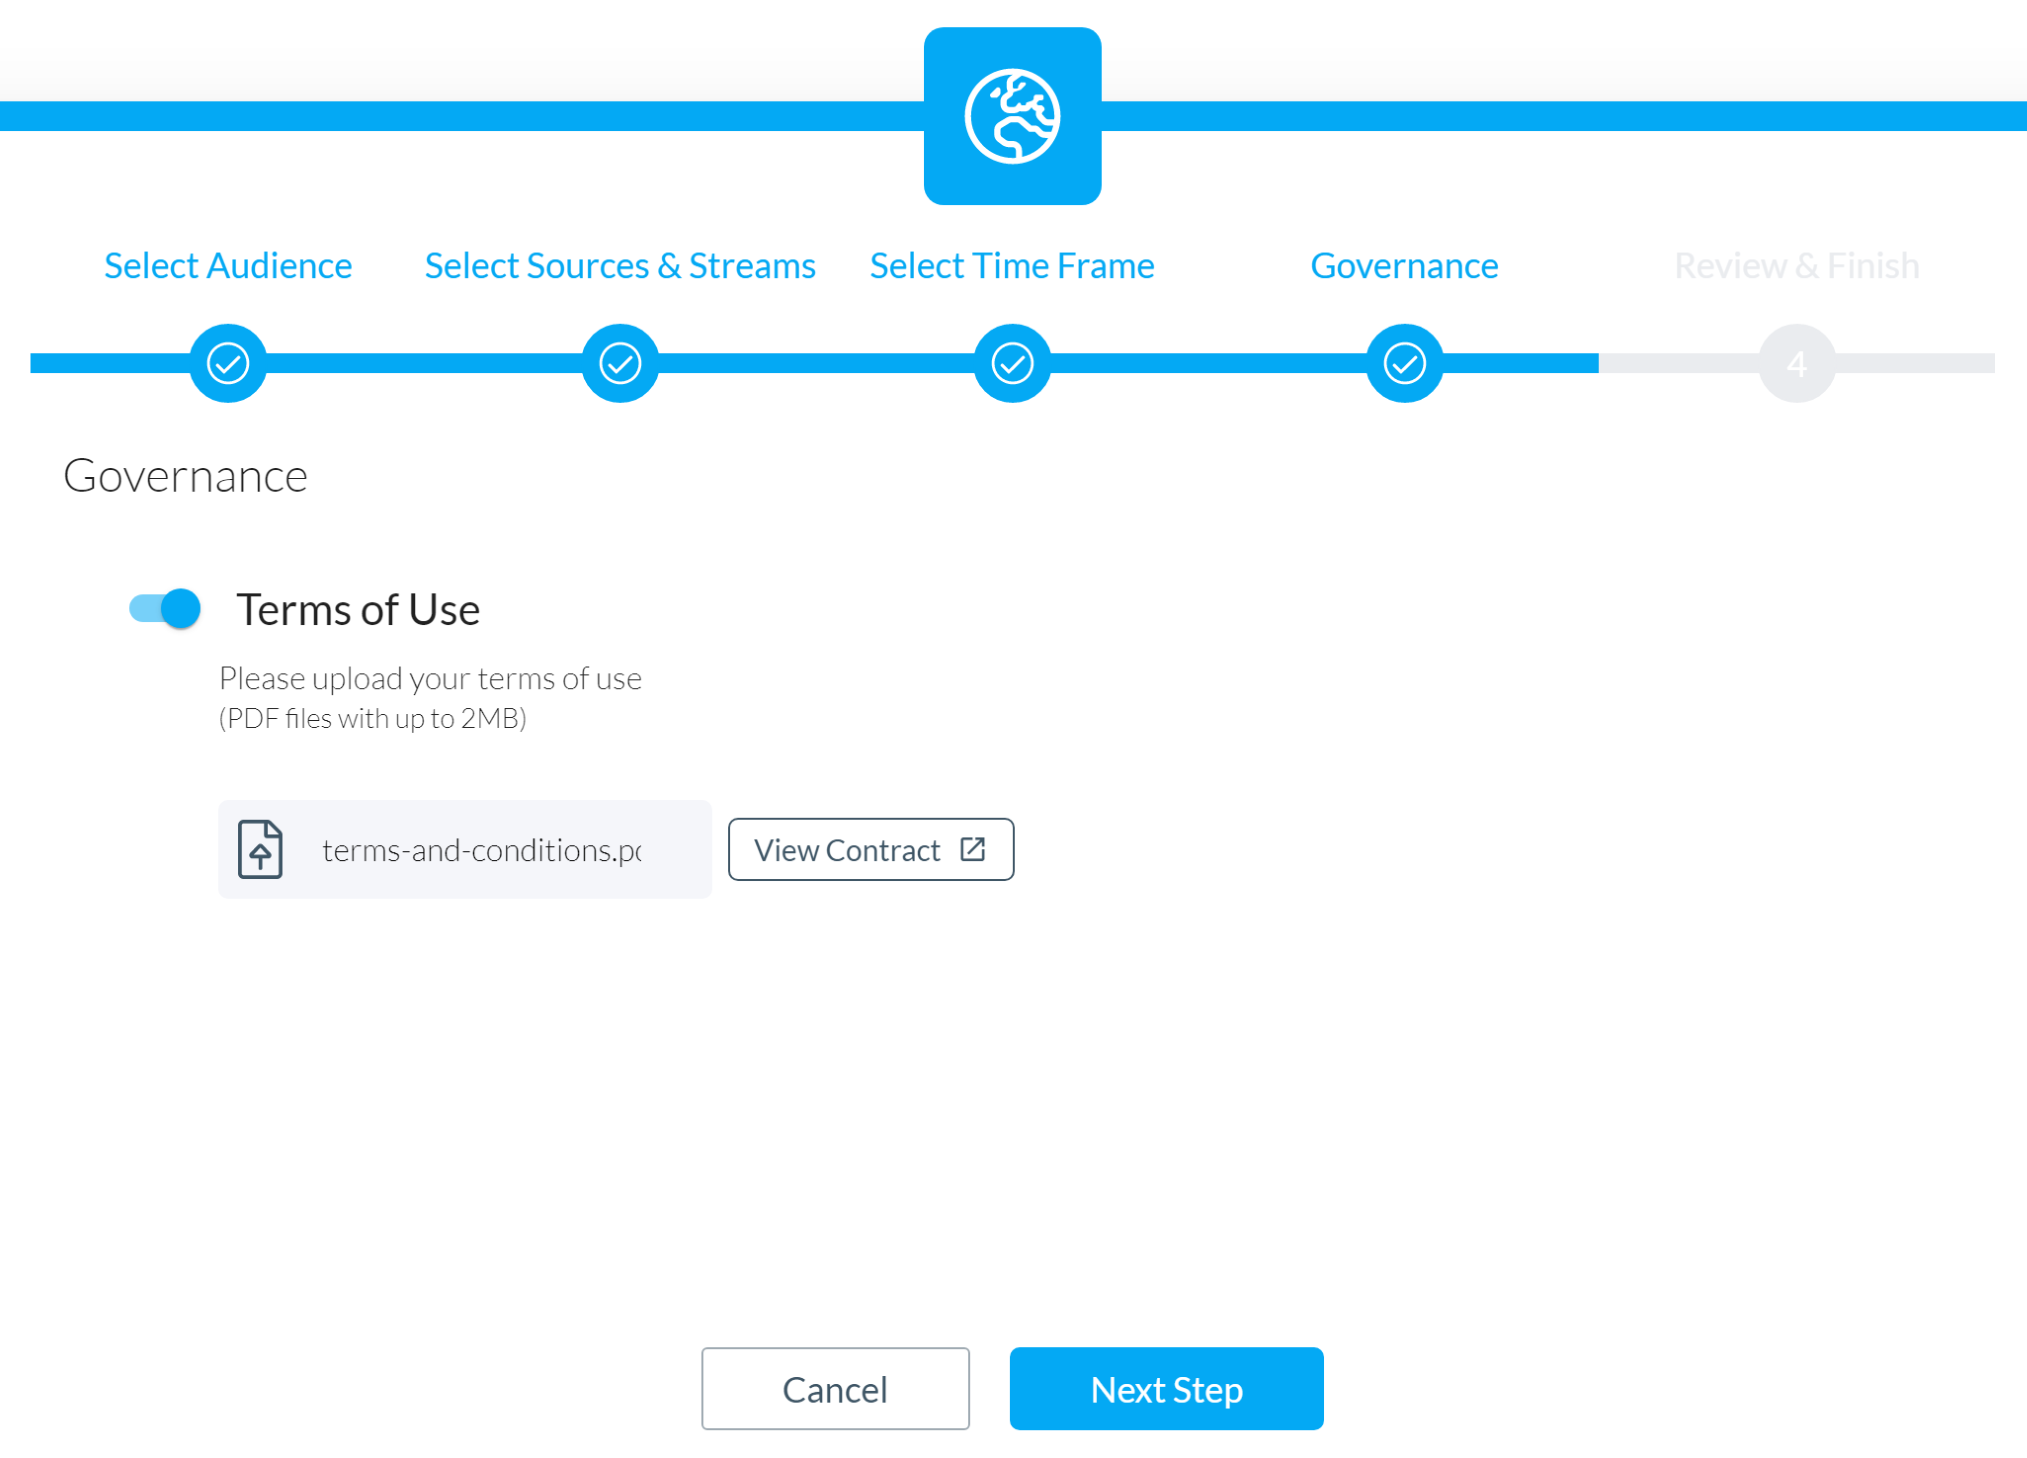 Select Audience
Select Sources & Streams
Select Time Frame
Governance
Review & Finish
4
Governance
Terms of Use
Please upload your terms of use
(PDF files with up to 2MB)
terms-and-conditions.pd
View Contract
Cancel
Next Step